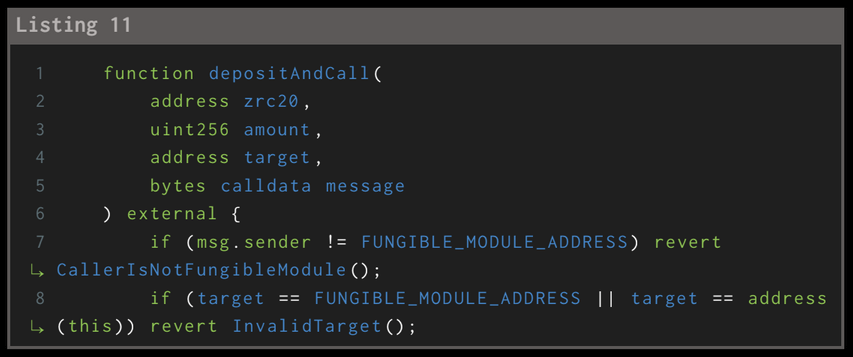 Listing 11
1 function depositAndCall(
2 address zrc20,
3 uint256 amount,
4 address target,
5 bytes calldata message
6 ) external {
7 if (msg.sender != FUNGIBLE_MODULE_ADDRESS) revert
↳ CallerIsNotFungibleModule();
8 if (target == FUNGIBLE_MODULE_ADDRESS || target == address
↳ (this)) revert InvalidTarget();